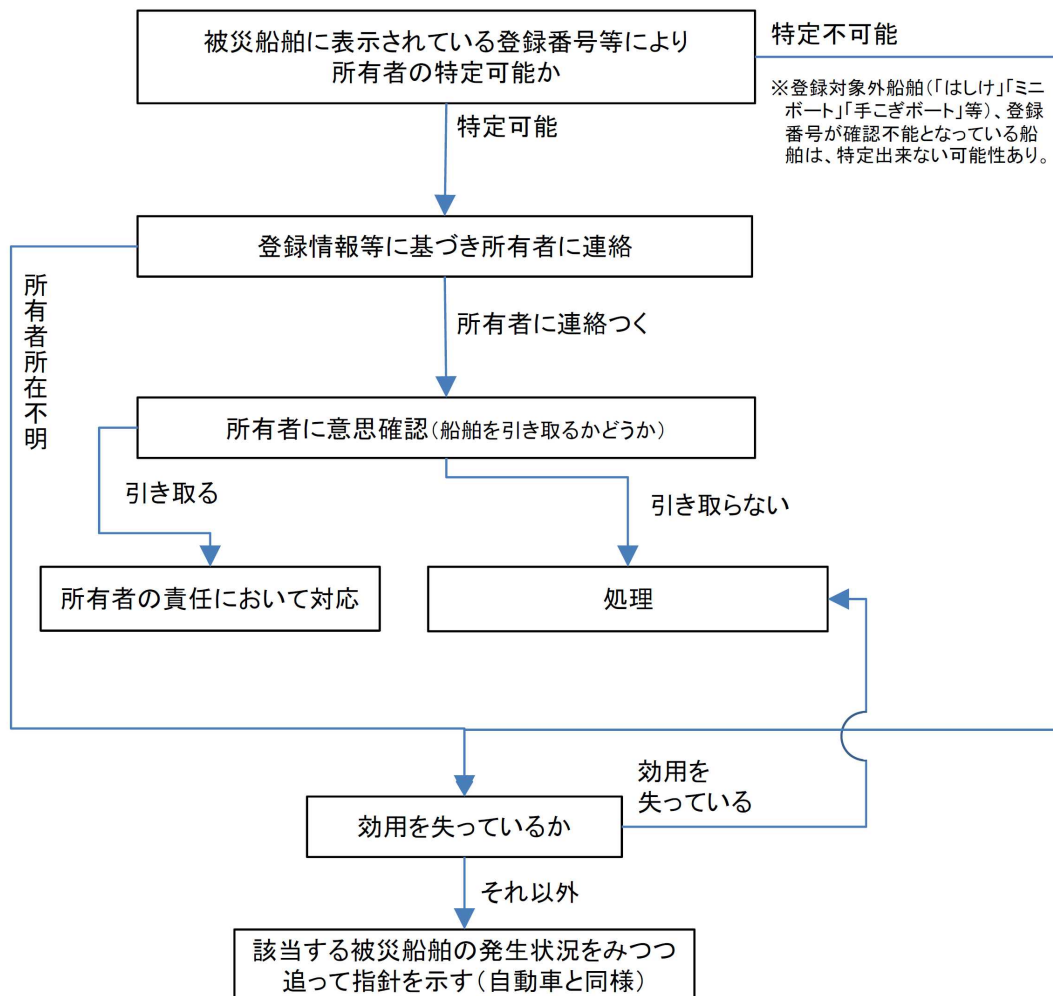 被災船舶に表示されている登録番号等により
所有者の特定可能か
特定不可能
※登録対象外船舶(「はしけ」「ミニ
ボート」「手こぎボート」等)、登録
番号が確認不能となっている船
舶は、特定出来ない可能性あり。
特定可能
登録情報等に基づき所有者に連絡
所有者所在不明
所有者に連絡つく
所有者に意思確認(船舶を引き取るかどうか)
引き取る
引き取らない
所有者の責任において対応
処理
効用を
失っている
効用を失っているか
それ以外
該当する被災船舶の発生状況をみつつ
追って指針を示す(自動車と同様)